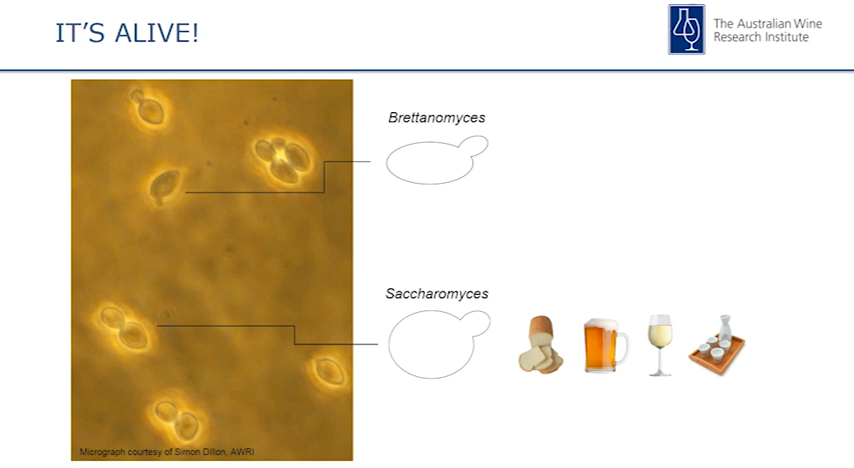 IT'S ALIVE!
The Australian Wine
Research Institute
Brettanomyces
Saccharomyces
Micrograph courtesy of Simon Dillon, AWRI